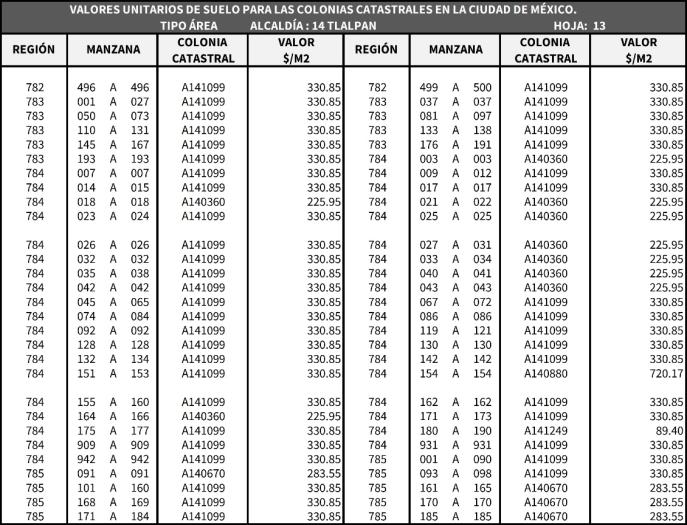 VALORES UNITARIOS DE SUELO PARA LAS COLONIAS CATASTRALES EN LA CIUDAD DE MÉXICO.
TIPO ÁREA ALCALDÍA : 14 TLALPAN HOJA: 13
REGIÓN MANZANA COLONIA CATASTRAL VALOR $/M2 REGIÓN MANZANA COLONIA CATASTRAL VALOR $/M2
782 496 A 496 A141099 330.85 782 499 A 500 A141099 330.85
783 001 A 027 A141099 330.85 783 037 A 037 A141099 330.85
783 050 A 073 A141099 330.85 783 081 A 097 A141099 330.85
783 110 A 131 A141099 330.85 783 133 A 138 A141099 330.85
783 145 A 167 A141099 330.85 783 176 A 191 A141099 330.85
783 193 A 193 A141099 330.85 784 003 A 003 A140360 225.95
784 007 A 007 A141099 330.85 784 009 A 012 A141099 330.85
784 014 A 015 A141099 330.85 784 017 A 017 A141099 330.85
784 018 A 018 A140360 225.95 784 021 A 022 A140360 225.95
784 023 A 024 A141099 330.85 784 025 A 025 A140360 225.95
784 026 A 026 A141099 330.85 784 027 A 031 A140360 225.95
784 032 A 032 A141099 330.85 784 033 A 034 A140360 225.95
784 035 A 038 A141099 330.85 784 040 A 041 A140360 225.95
784 042 A 042 A141099 330.85 784 043 A 043 A140360 225.95
784 045 A 065 A141099 330.85 784 067 A 072 A141099 330.85
784 074 A 084 A141099 330.85 784 086 A 086 A141099 330.85
784 092 A 092 A141099 330.85 784 119 A 121 A141099 330.85
784 128 A 128 A141099 330.85 784 130 A 130 A141099 330.85
784 132 A 134 A141099 330.85 784 142 A 142 A141099 330.85
784 151 A 153 A141099 330.85 784 154 A 154 A140880 720.17
784 155 A 160 A141099 330.85 784 162 A 162 A141099 330.85
784 164 A 166 A140360 225.95 784 171 A 173 A141099 330.85
784 175 A 177 A141099 330.85 784 180 A 190 A141249 89.40
784 909 A 909 A141099 330.85 784 931 A 931 A141099 330.85
784 942 A 942 A141099 330.85 785 001 A 090 A141099 330.85
785 091 A 091 A140670 283.55 785 093 A 098 A141099 330.85
785 101 A 160 A141099 330.85 785 161 A 165 A140670 283.55
785 168 A 169 A141099 330.85 785 170 A 170 A140670 283.55
785 171 A 184 A141099 330.85 785 185 A 185 A140670 283.55